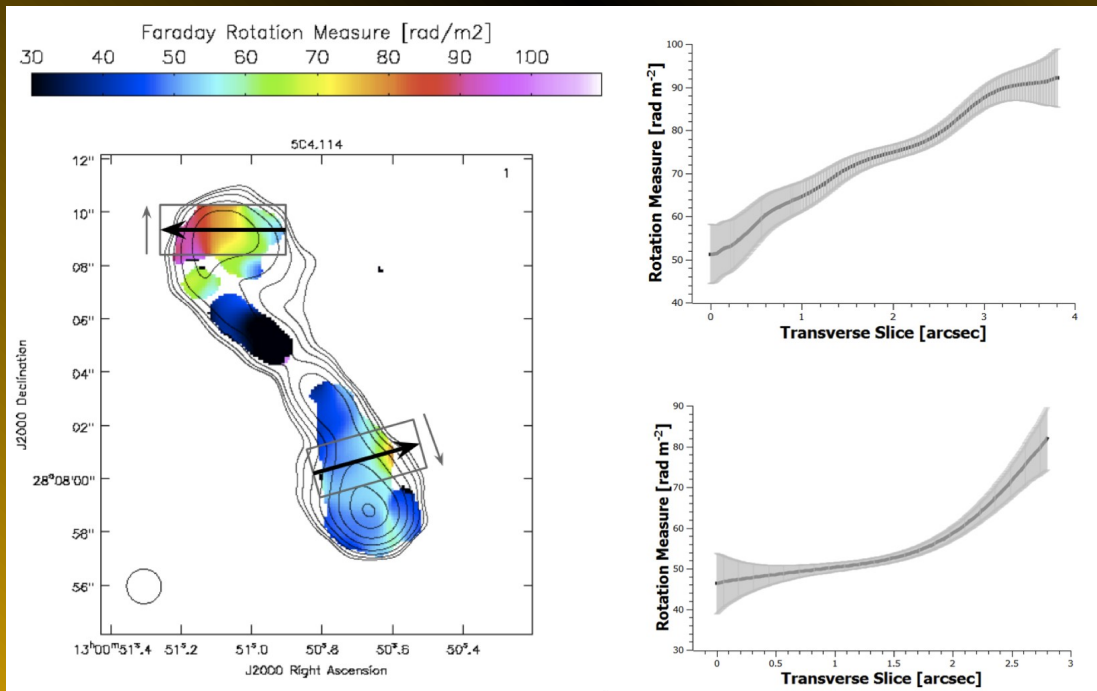 Faraday Rotation Measure [rad/m2]
30 40 50 60 70 80 90 100
5C4.114
1
12"
10"
08"
06"
04"
02"
28°08'00"
58"
56"
J2000 Declination
13ʰ00ᵐ51ˢ.4 51ˢ.2 51ˢ.0 50ˢ.8 50ˢ.6 50ˢ.4
J2000 Right Ascension
100
90
80
70
60
50
40
Rotation Measure [rad m⁻²]
0 1 2 3 4
Transverse Slice [arcsec]
90
80
70
60
50
40
30
Rotation Measure [rad m⁻²]
0 0.5 1 1.5 2 2.5 3
Transverse Slice [arcsec]